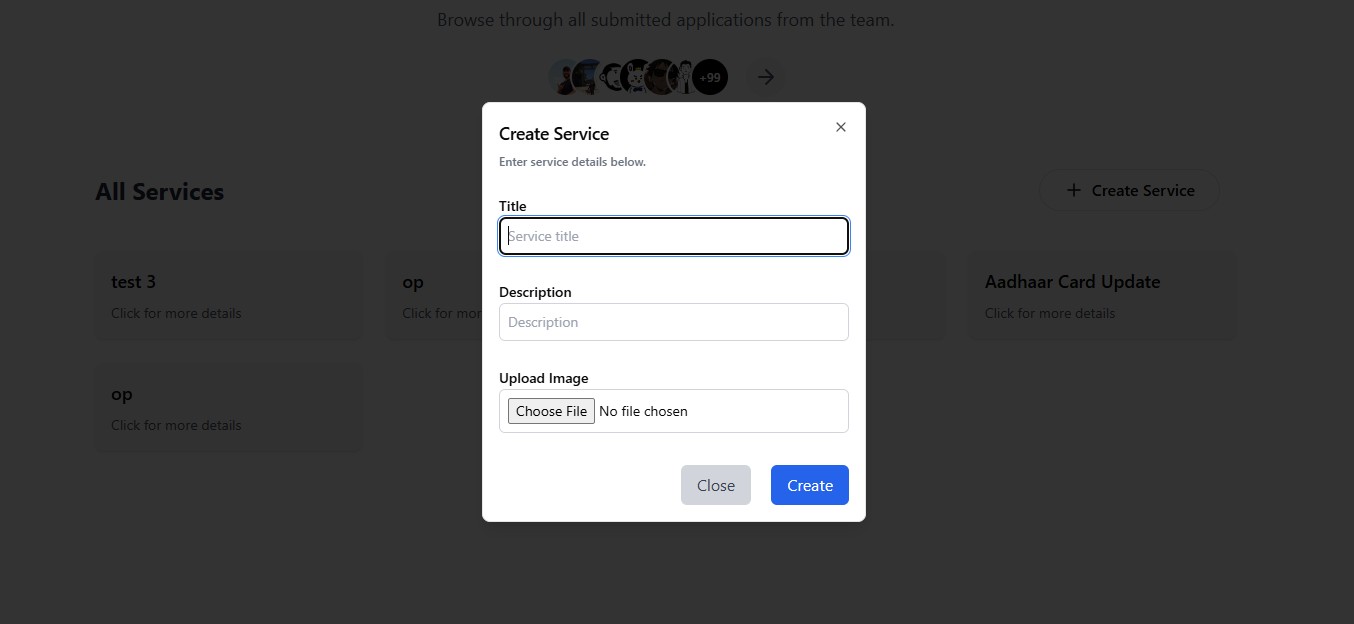 Browse through all submitted applications from the team.
+99
Create Service
Enter service details below.
All Services
+ Create Service
Title
Service title
test 3
Click for more details
op
Click for mor
Aadhaar Card Update
Click for more details
Description
Description
Upload Image
Choose File No file chosen
op
Click for more details
Close
Create